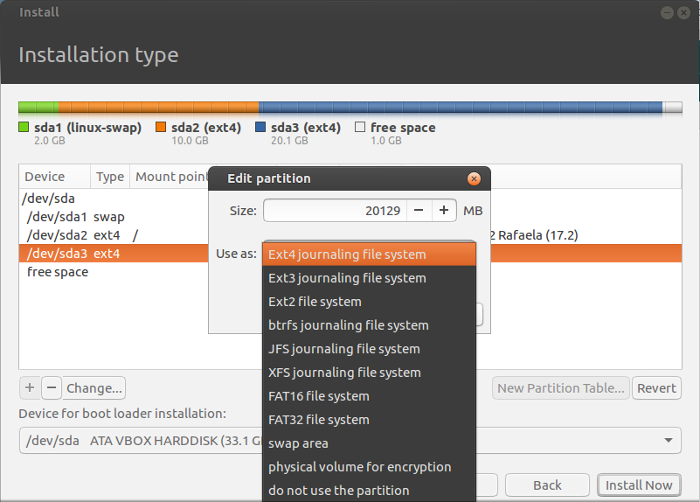 Install
Installation type
sda1 (linux-swap) sda2 (ext4) sda3 (ext4) free space
2.0 GB 10.0 GB 20.1 GB 1.0 GB
Device Type Mount point
Edit partition
/dev/sda
Size: 20129 − + MB
/dev/sda1 swap
/dev/sda2 ext4 / Rafaela (17.2)
/dev/sda3 ext4
free space
Use as: Ext4 journaling file system
Ext3 journaling file system
Ext2 file system
btrfs journaling file system
JFS journaling file system
XFS journaling file system
FAT16 file system
FAT32 file system
swap area
physical volume for encryption
do not use the partition
+ − Change... New Partition Table... Revert
Device for boot loader installation:
/dev/sda ATA VBOX HARDDISK (33.1 G
Back Install Now